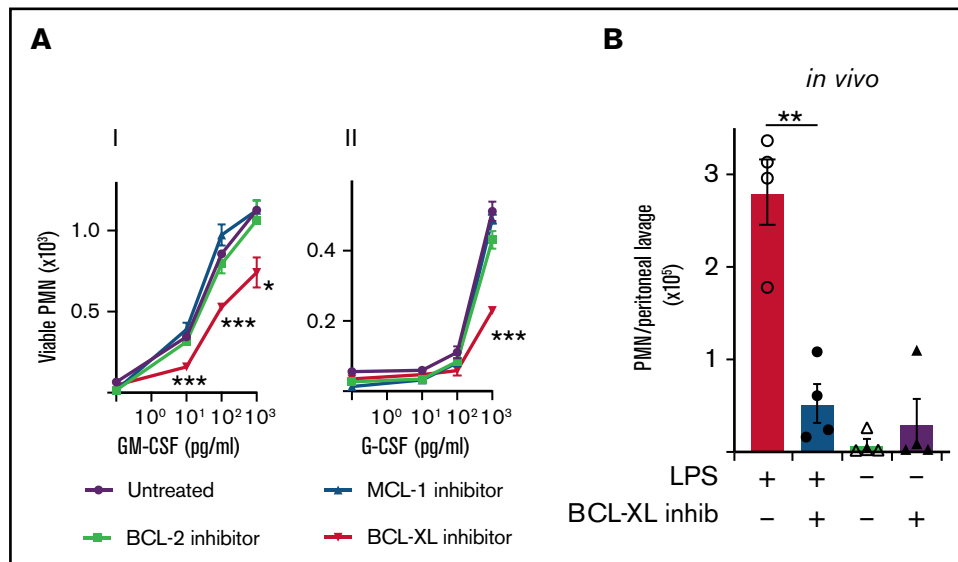 A
B
in vivo
I
II
Viable PMN (x10³)
1.0
0.5
*
***
***
10⁰ 10¹ 10² 10³
GM-CSF (pg/ml)
0.4
0.2
***
10⁰ 10¹ 10² 10³
G-CSF (pg/ml)
Untreated
MCL-1 inhibitor
BCL-2 inhibitor
BCL-XL inhibitor
PMN/peritoneal lavage
(x10⁵)
3
2
1
**
LPS + + − −
BCL-XL inhib − + − +